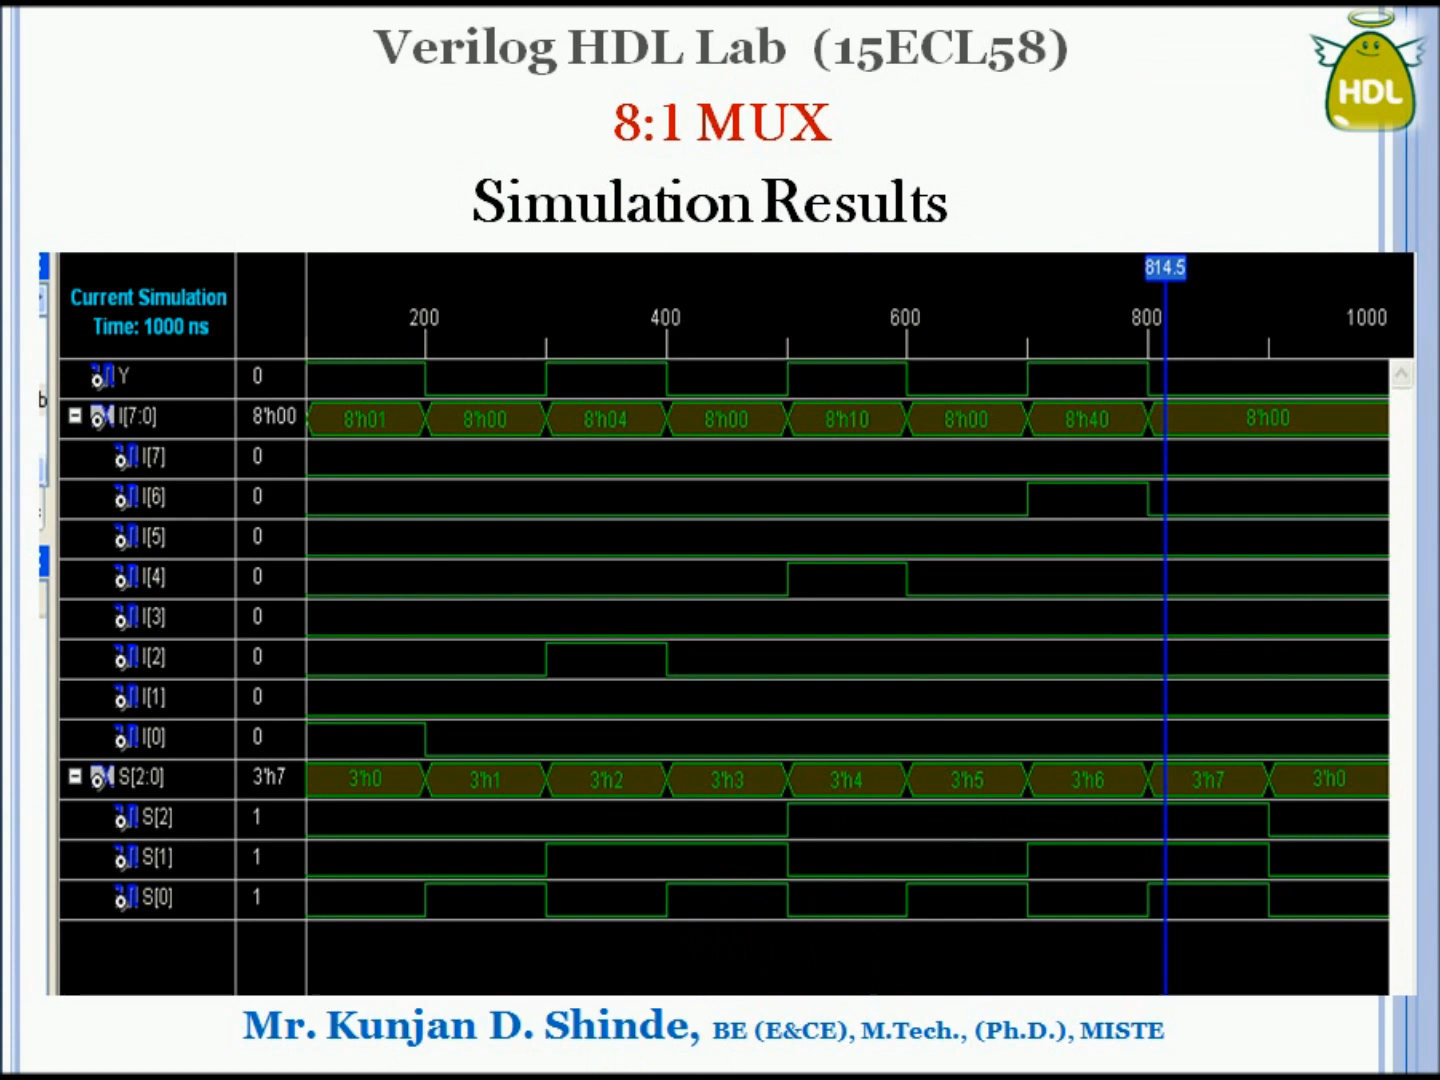 Verilog HDL Lab (15ECL58)
HDL
8:1 MUX
Simulation Results
814.5
Current Simulation
Time: 1000 ns
200 400 600 800 1000
Y 0
I[7:0] 8'h00 8'h01 8'h00 8'h04 8'h00 8'h10 8'h00 8'h40 8'h00
I[7] 0
I[6] 0
I[5] 0
I[4] 0
I[3] 0
I[2] 0
I[1] 0
I[0] 0
S[2:0] 3'h7 3'h0 3'h1 3'h2 3'h3 3'h4 3'h5 3'h6 3'h7 3'h0
S[2] 1
S[1] 1
S[0] 1
Mr. Kunjan D. Shinde, BE (E&CE), M.Tech., (Ph.D.), MISTE